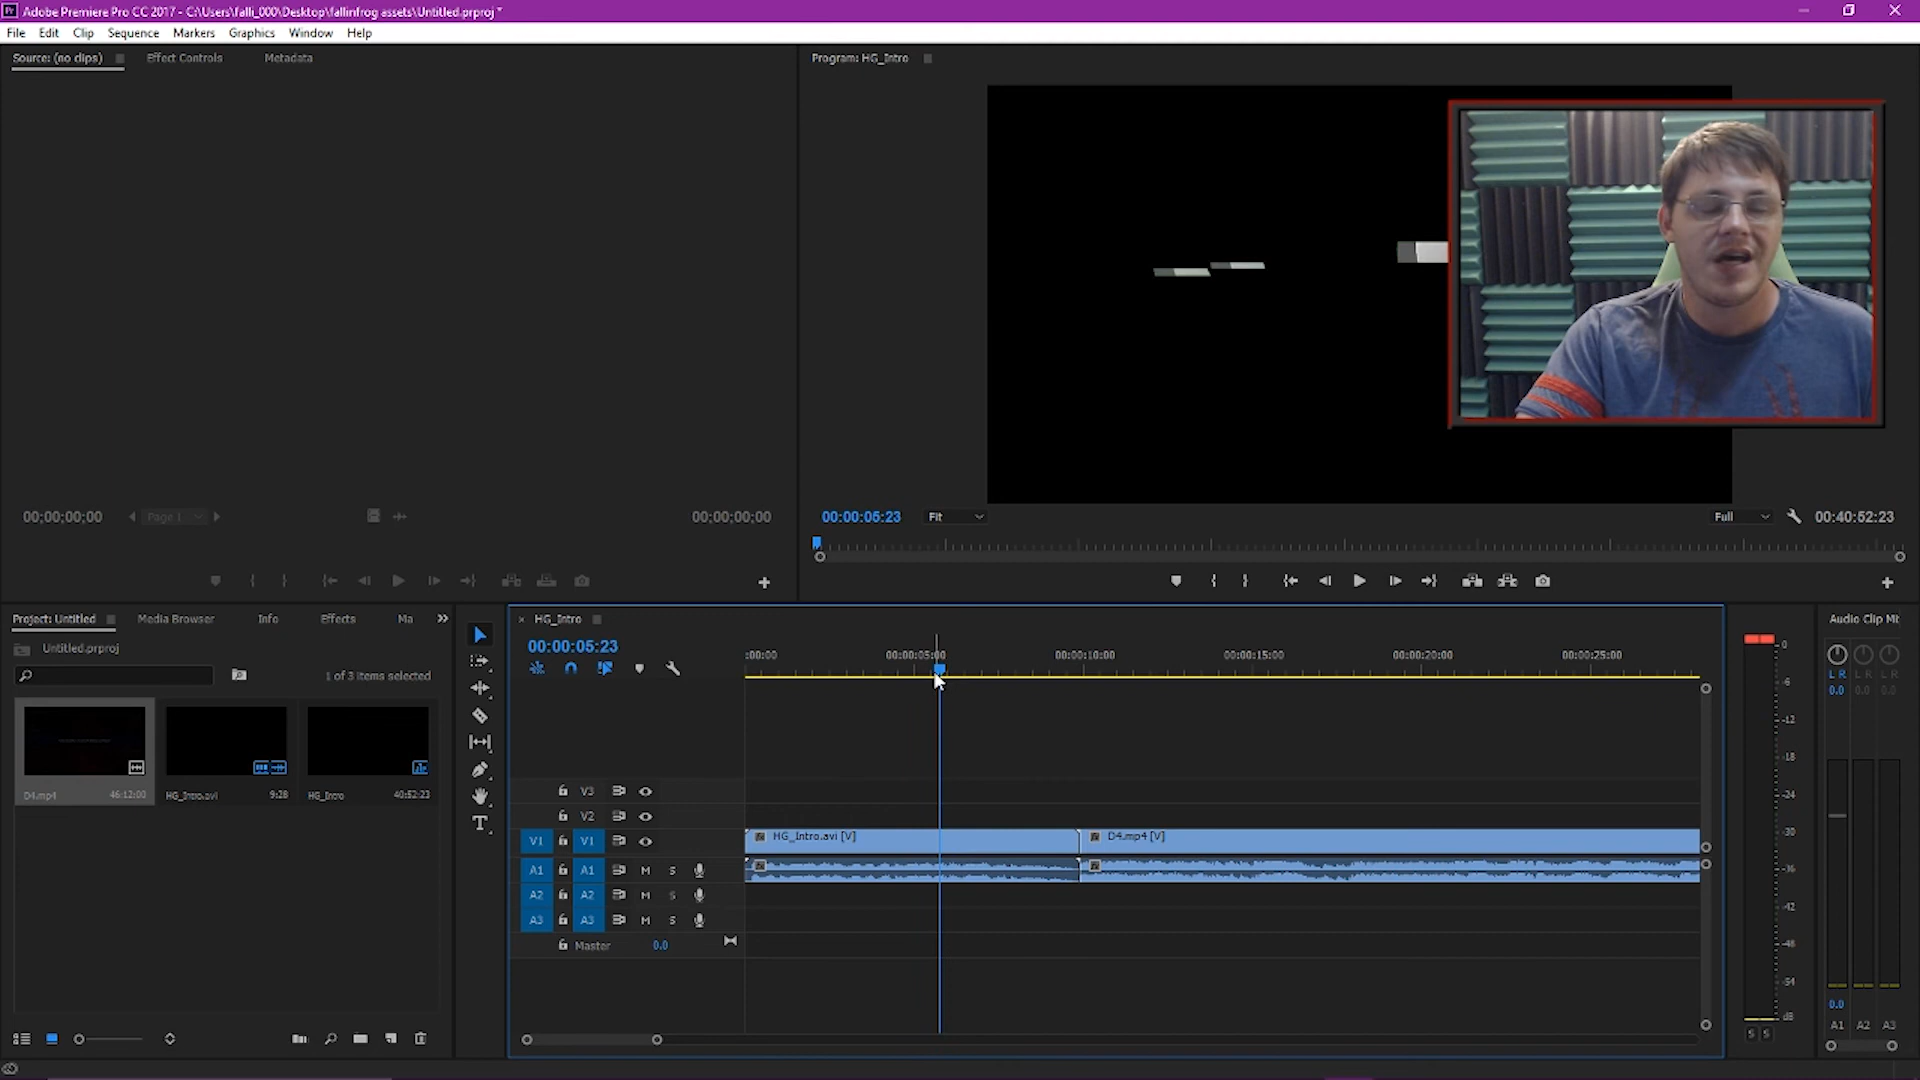 Adobe Premiere Pro CC 2017 - C:\Users\falli_000\Desktop\fallinfrog assets\Untitled.prproj *
File Edit Clip Sequence Markers Graphics Window Help
Source: (no clips) Effect Controls Metadata
Program: HG_Intro
00;00;00;00 Page 1 00;00;00;00
00:00:05:23 Fit Full 00:40:52:23
Project: Untitled Media Browser Info Effects Ma
Untitled.prproj
1 of 3 items selected
D4.mp4 46:12:00 HG_Intro.avi 9:28 HG_Intro 40:52:23
HG_Intro
00:00:05:23
:00:00 00:00:05:00 00:00:10:00 00:00:15:00 00:00:20:00 00:00:25:00
V3
V2
V1 V1 HG_Intro.avi [V] D4.mp4 [V]
A1 A1 M S
A2 A2 M S
A3 A3 M S
Master 0.0
0
-6
-12
-18
-24
-30
-36
-42
-48
-54
dB
S S
Audio Clip Mi
L R L R L R
0.0 0.0 0.0
0.0
A1 A2 A3